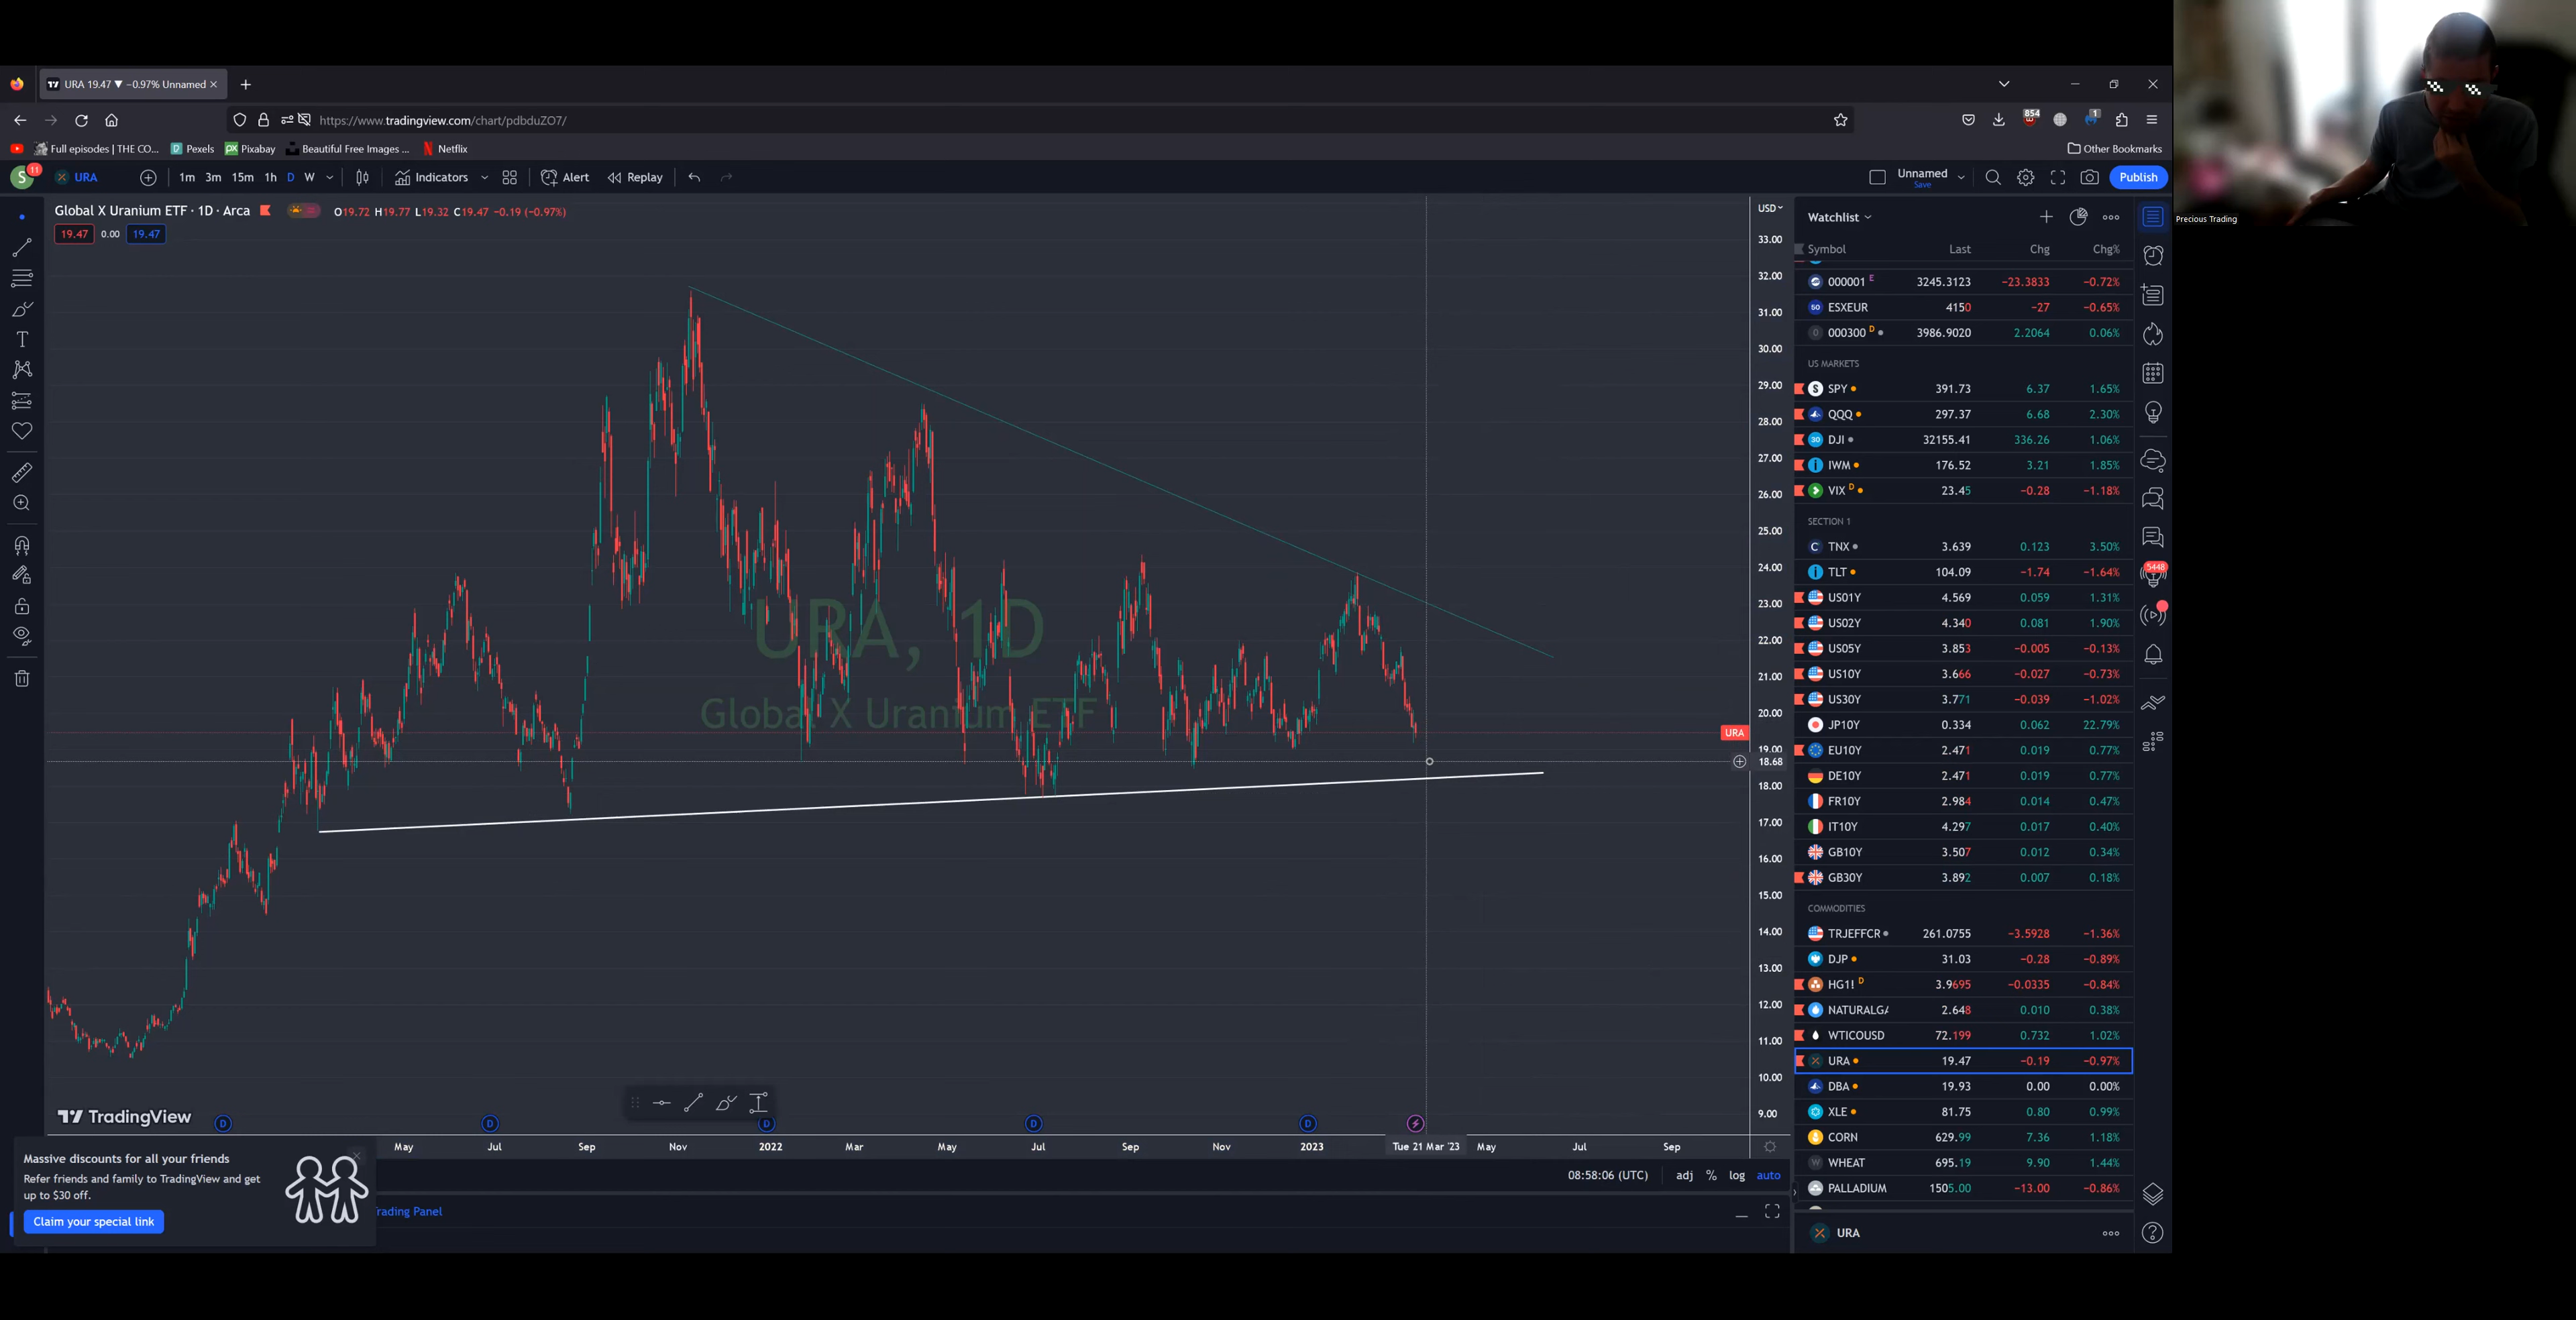 URA 19.47 ▼ −0.97% Unnamed
https://www.tradingview.com/chart/pdbduZO7/
854
1
Full episodes | THE CO...
Pexels
Pixabay
Beautiful Free Images ...
Netflix
Other Bookmarks
S
11
URA
1m 3m 15m 1h D W
Indicators
Alert
Replay
Unnamed
Save
Publish
Precious Trading
Global X Uranium ETF · 1D · Arca
O19.72 H19.77 L19.32 C19.47 −0.19 (−0.97%)
19.47 0.00 19.47
USD
33.00
32.00
31.00
30.00
29.00
28.00
27.00
26.00
25.00
24.00
23.00
22.00
21.00
20.00
URA
19.00
18.68
18.00
17.00
16.00
15.00
14.00
13.00
12.00
11.00
10.00
9.00
URA, 1D
Global X Uranium ETF
TradingView
D D D D D
May Jul Sep Nov 2022 Mar May Jul Sep Nov 2023 Tue 21 Mar '23 May Jul Sep
08:58:06 (UTC) adj % log auto
Massive discounts for all your friends
Refer friends and family to TradingView and get
up to $30 off.
Claim your special link
rading Panel
Watchlist
Symbol Last Chg Chg%
000001 E 3245.3123 −23.3833 −0.72%
ESXEUR 4150 −27 −0.65%
000300 D 3986.9020 2.2064 0.06%
US MARKETS
SPY 391.73 6.37 1.65%
QQQ 297.37 6.68 2.30%
DJI 32155.41 336.26 1.06%
IWM 176.52 3.21 1.85%
VIX D 23.45 −0.28 −1.18%
SECTION 1
TNX 3.639 0.123 3.50%
TLT 104.09 −1.74 −1.64%
US01Y 4.569 0.059 1.31%
US02Y 4.340 0.081 1.90%
US05Y 3.853 −0.005 −0.13%
US10Y 3.666 −0.027 −0.73%
US30Y 3.771 −0.039 −1.02%
JP10Y 0.334 0.062 22.79%
EU10Y 2.471 0.019 0.77%
DE10Y 2.471 0.019 0.77%
FR10Y 2.984 0.014 0.47%
IT10Y 4.297 0.017 0.40%
GB10Y 3.507 0.012 0.34%
GB30Y 3.892 0.007 0.18%
COMMODITIES
TRJEFFCR 261.0755 −3.5928 −1.36%
DJP 31.03 −0.28 −0.89%
HG1! D 3.9695 −0.0335 −0.84%
NATURALGA 2.648 0.010 0.38%
WTICOUSD 72.199 0.732 1.02%
URA 19.47 −0.19 −0.97%
DBA 19.93 0.00 0.00%
XLE 81.75 0.80 0.99%
CORN 629.99 7.36 1.18%
WHEAT 695.19 9.90 1.44%
PALLADIUM 1505.00 −13.00 −0.86%
URA
5448